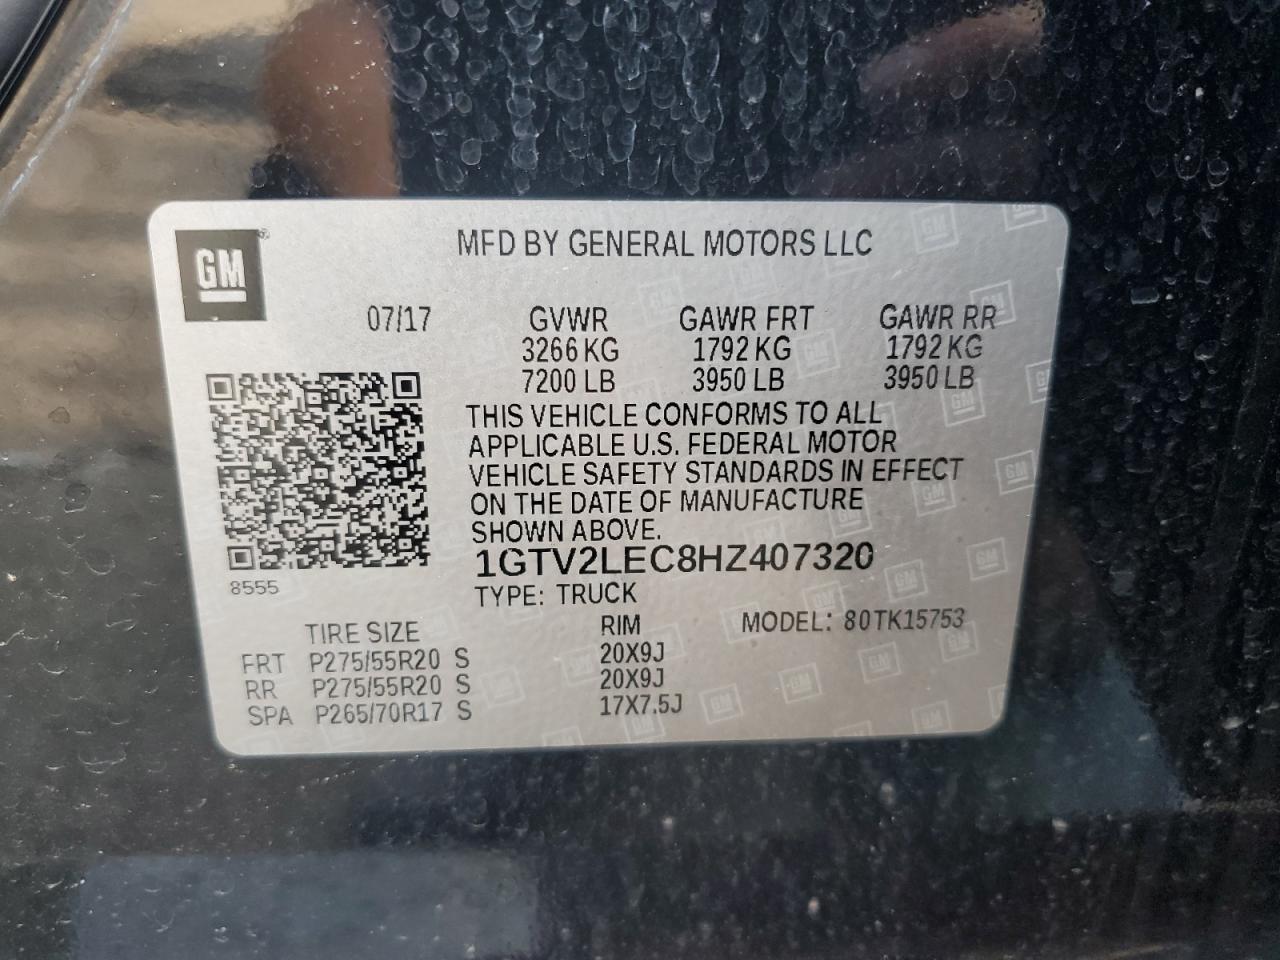 GM
MFD BY GENERAL MOTORS LLC
07/17 GVWR GAWR FRT GAWR RR
3266 KG 1792 KG 1792 KG
7200 LB 3950 LB 3950 LB
THIS VEHICLE CONFORMS TO ALL
APPLICABLE U.S. FEDERAL MOTOR
VEHICLE SAFETY STANDARDS IN EFFECT
ON THE DATE OF MANUFACTURE
SHOWN ABOVE.
1GTV2LEC8HZ407320
8555
TYPE: TRUCK
TIRE SIZE RIM MODEL: 80TK15753
FRT P275/55R20 S 20X9J
RR P275/55R20 S 20X9J
SPA P265/70R17 S 17X7.5J